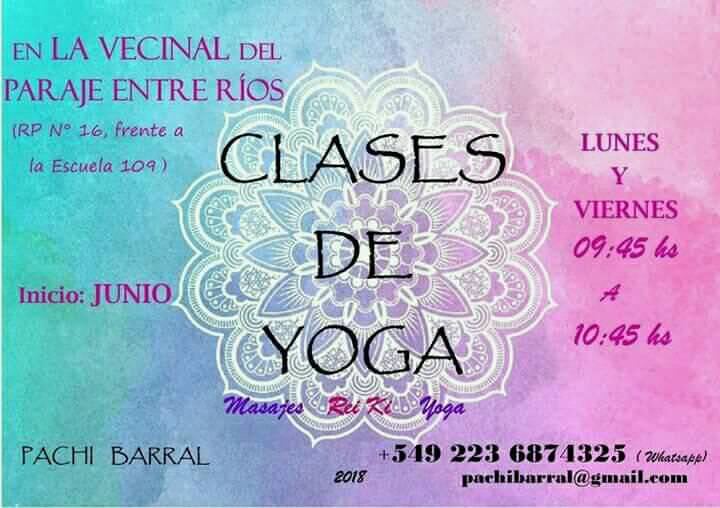 EN LA VECINAL DEL
PARAJE ENTRE RÍOS
(RP Nº 16, frente a
la Escuela 109)
Inicio: JUNIO
CLASES
DE
YOGA
Masajes Rei Ki Yoga
LUNES
Y
VIERNES
09:45 hs
A
10:45 hs
PACHI BARRAL
2018
+549 223 6874325 (Whatsapp)
pachibarral@gmail.com